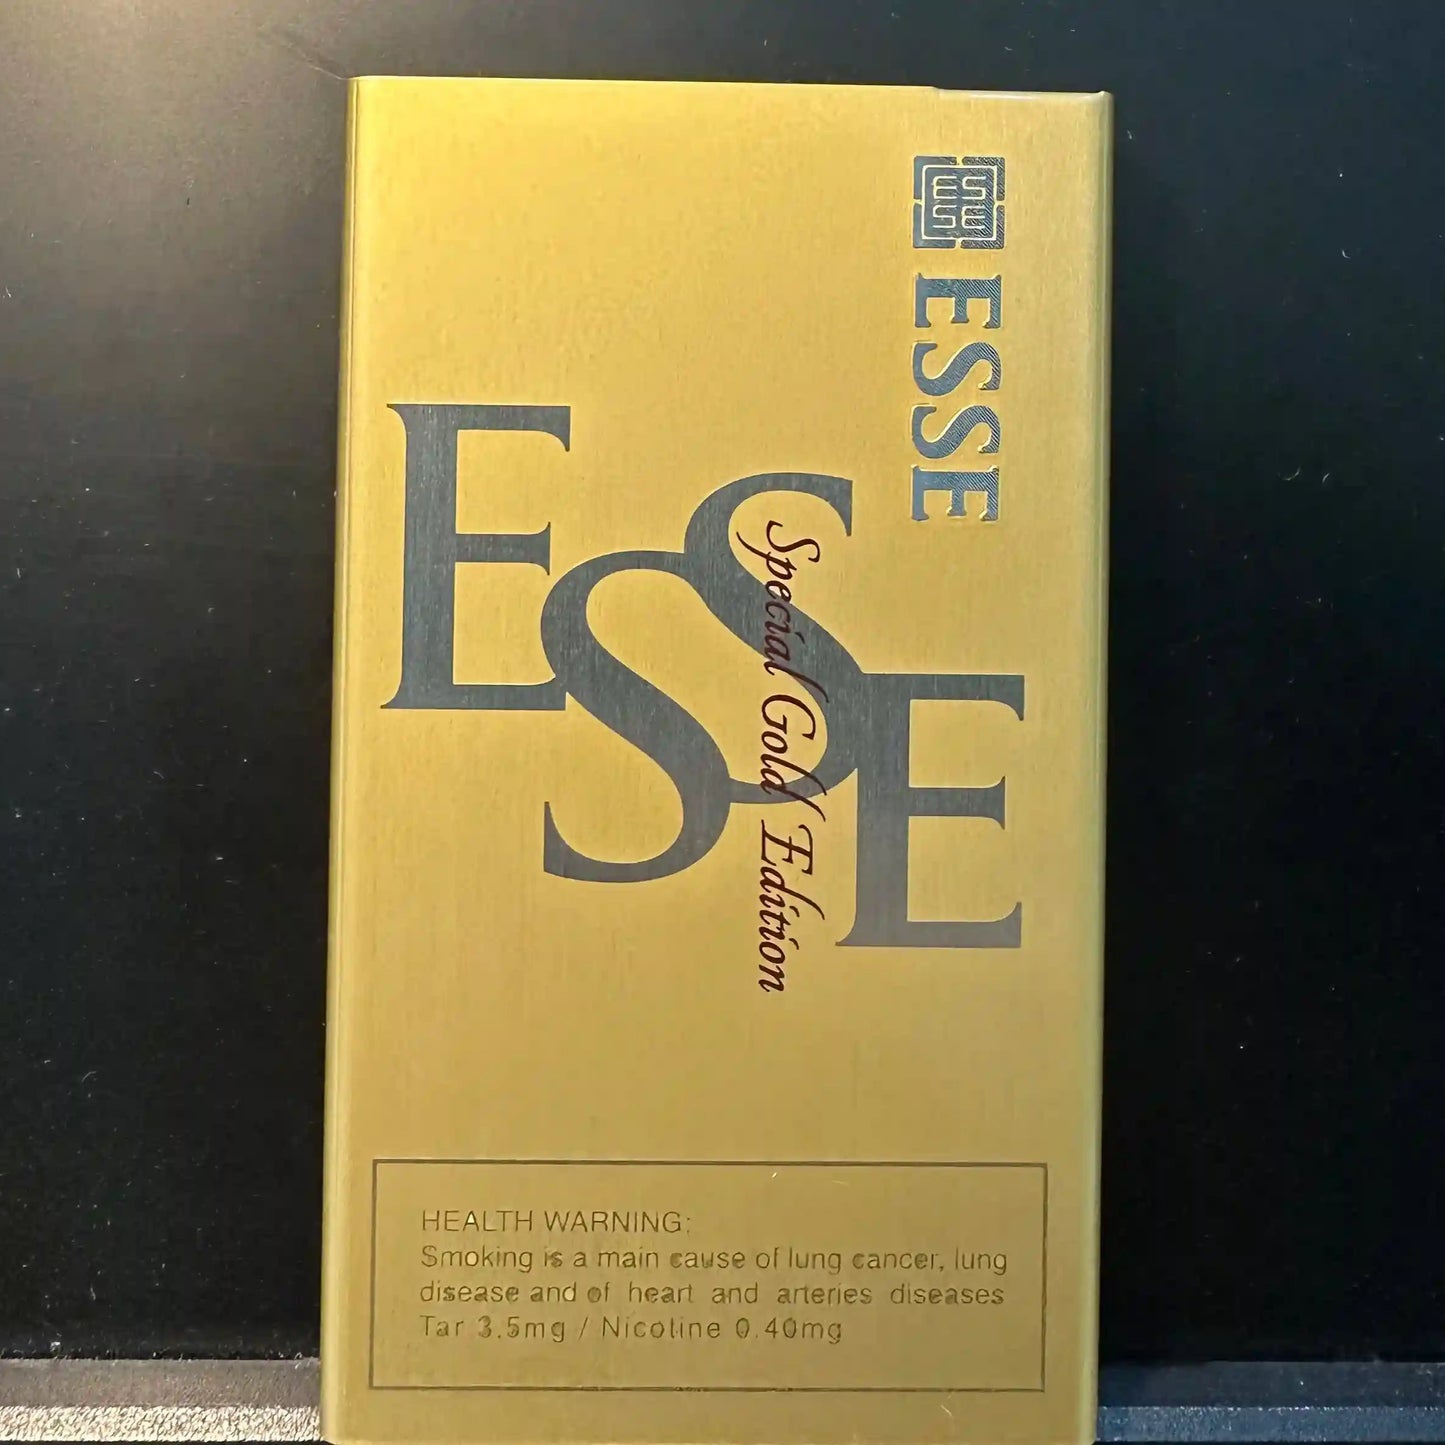 ESSE
ESSE
ESSE
Special Gold Edition
HEALTH WARNING:
Smoking is a main cause of lung cancer, lung
disease and of heart and arteries diseases
Tar 3.5mg / Nicotine 0.40mg